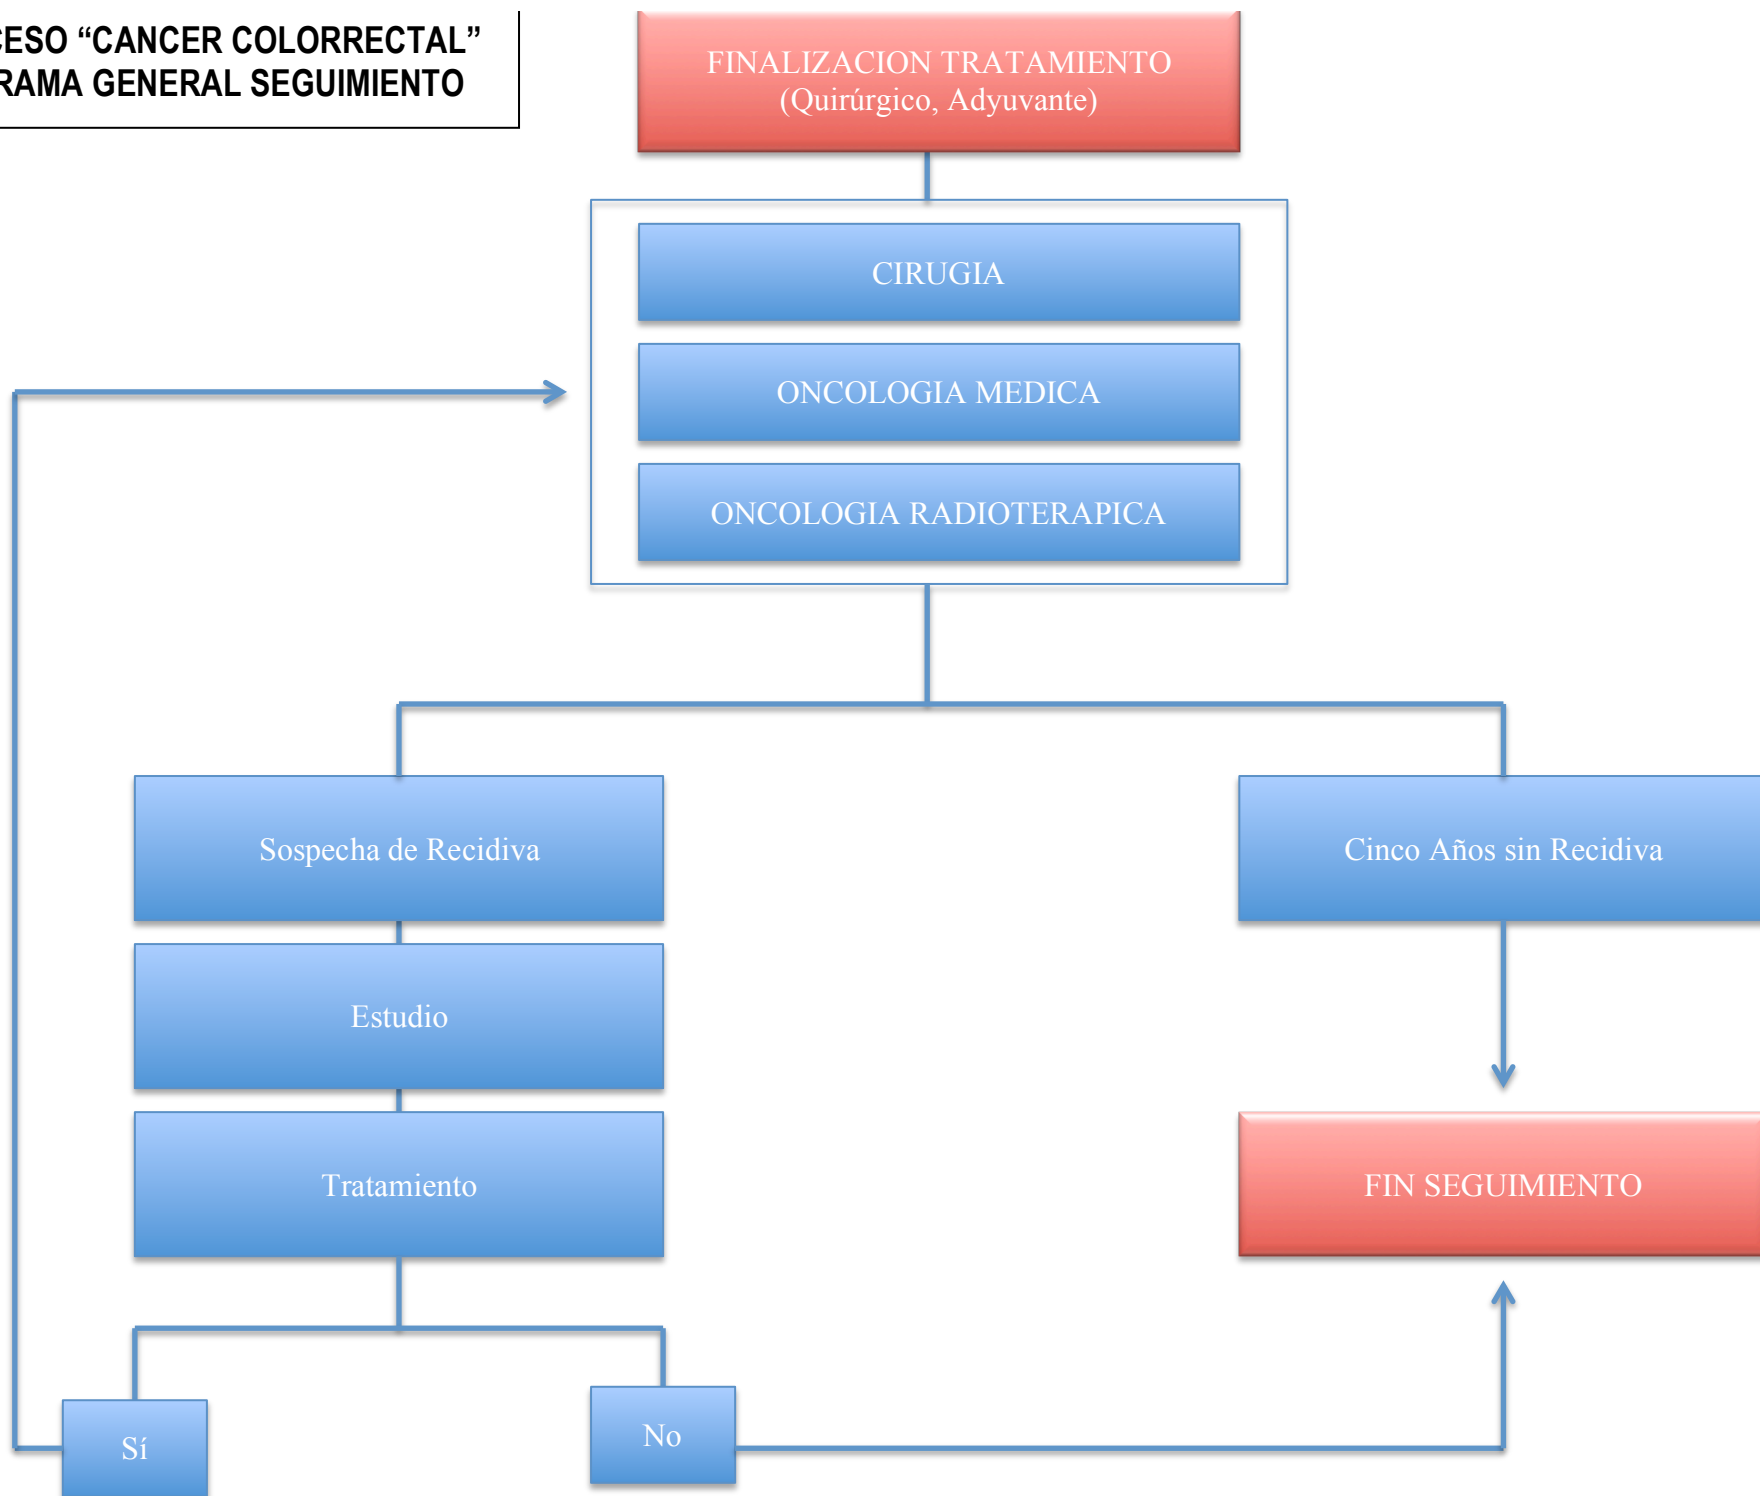 CESO “CANCER COLORRECTAL”
RAMA GENERAL SEGUIMIENTO
FINALIZACION TRATAMIENTO
(Quirúrgico, Adyuvante)
CIRUGIA
ONCOLOGIA MEDICA
ONCOLOGIA RADIOTERAPICA
Sospecha de Recidiva
Cinco Años sin Recidiva
Estudio
Tratamiento
FIN SEGUIMIENTO
Sí
No